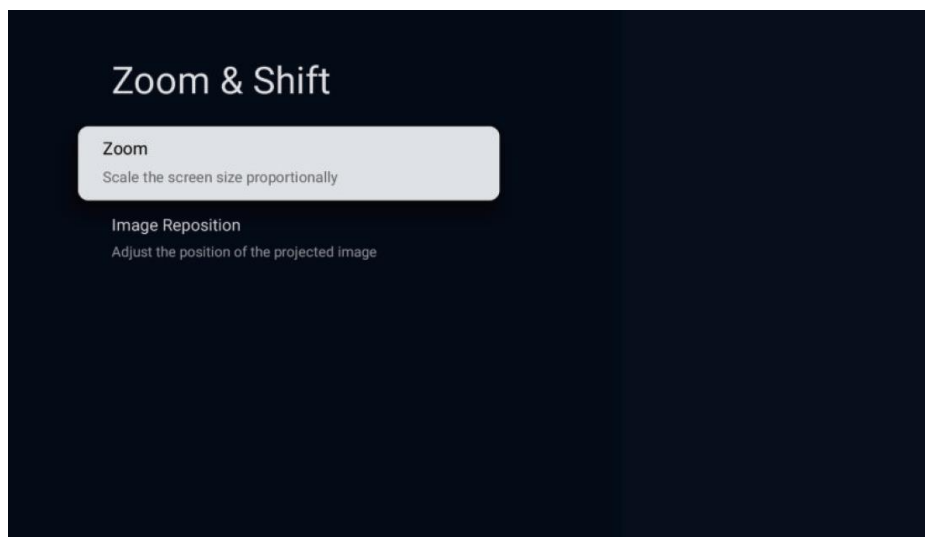 Zoom & Shift
Zoom
Scale the screen size proportionally
Image Reposition
Adjust the position of the projected image